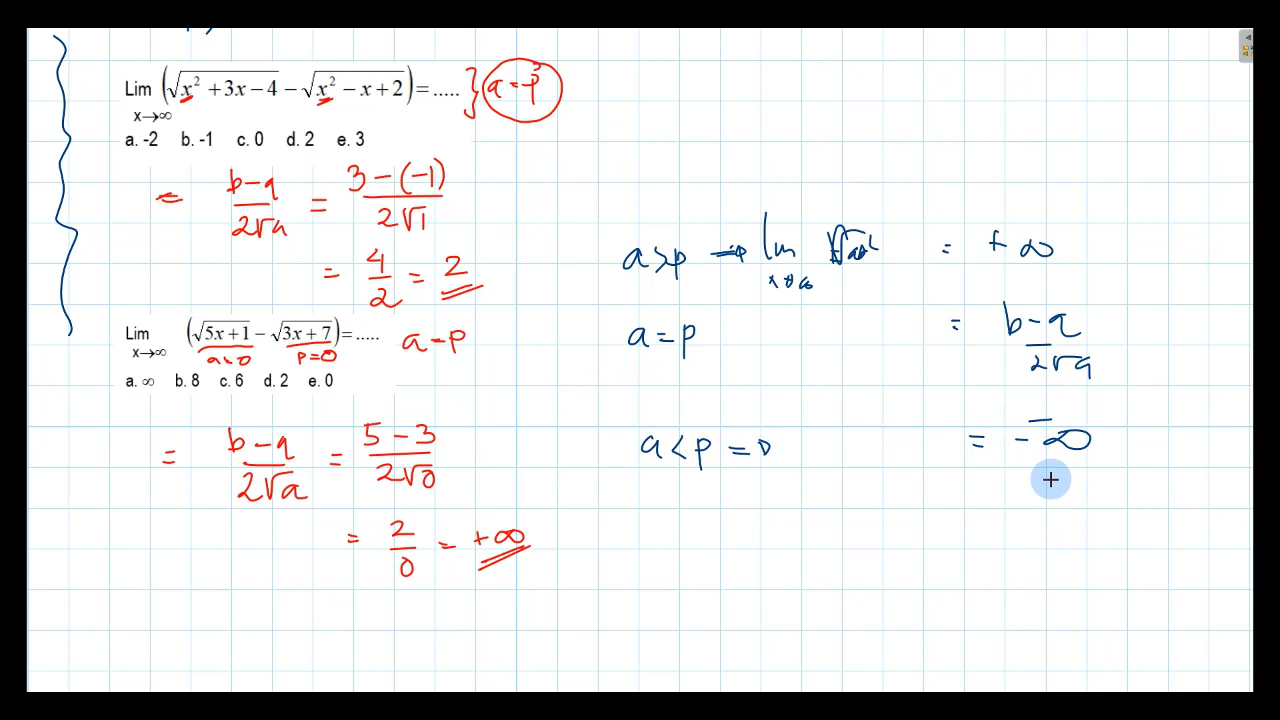 Lim (√x² + 3x − 4 − √x² − x + 2) = ..... } a = p
x→∞
a. -2 b. -1 c. 0 d. 2 e. 3
= b − q / 2√a = 3 − (−1) / 2√1
= 4 / 2 = 2
Lim (√5x + 1 − √3x + 7) = ..... a = p
x→∞ a=0 p=0
a. ∞ b. 8 c. 6 d. 2 e. 0
= b − q / 2√a = 5 − 3 / 2√0
= 2 / 0 = +∞
a > p → lim = + ∞
a = p = b − q / 2√a
a < p = = − ∞